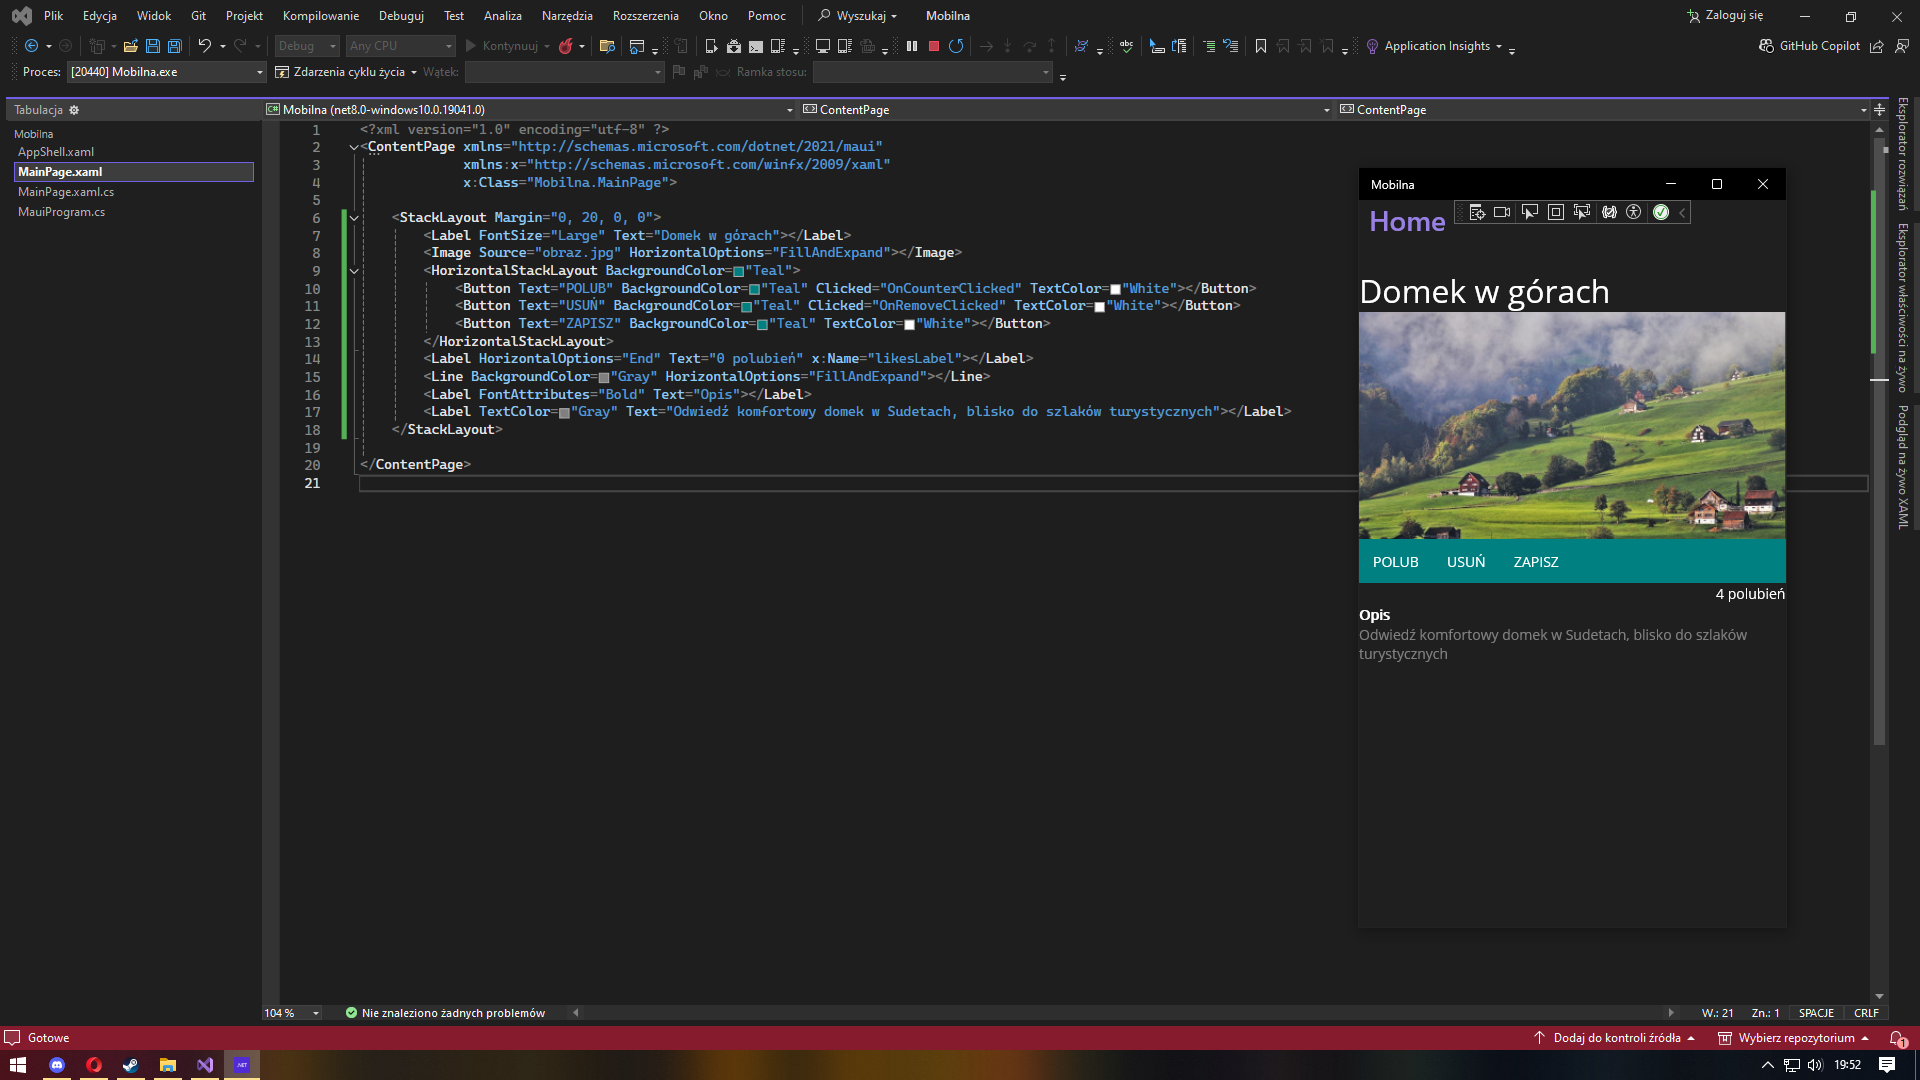 Plik Edycja Widok Git Projekt Kompilowanie Debuguj Test Analiza Narzędzia Rozszerzenia Okno Pomoc Wyszukaj Mobilna Zaloguj się
Debug Any CPU Kontynuuj Application Insights GitHub Copilot
Proces: [20440] Mobilna.exe Zdarzenia cyklu życia Wątek: Ramka stosu:
Tabulacja
Mobilna
AppShell.xaml
MainPage.xaml
MainPage.xaml.cs
MauiProgram.cs
Mobilna (net8.0-windows10.0.19041.0) ContentPage ContentPage
1 <?xml version="1.0" encoding="utf-8" ?>
2 <ContentPage xmlns="http://schemas.microsoft.com/dotnet/2021/maui"
3 xmlns:x="http://schemas.microsoft.com/winfx/2009/xaml"
4 x:Class="Mobilna.MainPage">
5
6 <StackLayout Margin="0, 20, 0, 0">
7 <Label FontSize="Large" Text="Domek w górach"></Label>
8 <Image Source="obraz.jpg" HorizontalOptions="FillAndExpand"></Image>
9 <HorizontalStackLayout BackgroundColor="Teal">
10 <Button Text="POLUB" BackgroundColor="Teal" Clicked="OnCounterClicked" TextColor="White"></Button>
11 <Button Text="USUŃ" BackgroundColor="Teal" Clicked="OnRemoveClicked" TextColor="White"></Button>
12 <Button Text="ZAPISZ" BackgroundColor="Teal" TextColor="White"></Button>
13 </HorizontalStackLayout>
14 <Label HorizontalOptions="End" Text="0 polubień" x:Name="likesLabel"></Label>
15 <Line BackgroundColor="Gray" HorizontalOptions="FillAndExpand"></Line>
16 <Label FontAttributes="Bold" Text="Opis"></Label>
17 <Label TextColor="Gray" Text="Odwiedź komfortowy domek w Sudetach, blisko do szlaków turystycznych"></Label>
18 </StackLayout>
19
20 </ContentPage>
21
Mobilna
Home
Domek w górach
POLUB USUŃ ZAPISZ
4 polubień
Opis
Odwiedź komfortowy domek w Sudetach, blisko do szlaków
turystycznych
Eksplorator rozwiązań
Eksplorato właściwości na żywo
Podgląd na żywo XAML
104 % Nie znaleziono żadnych problemów W.: 21 Zn.: 1 SPACJE CRLF
Gotowe Dodaj do kontroli źródła Wybierz repozytorium 1
.NET 19:52